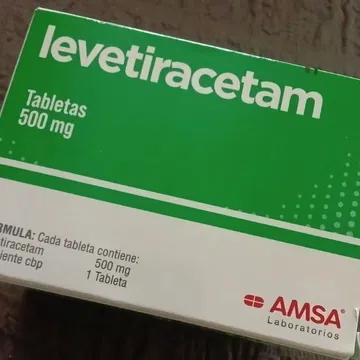 levetiracetam
Tabletas
500 mg
RMULA: Cada tableta contiene:
tiracetam 500 mg
iente cbp 1 Tableta
AMSA
Laboratorios